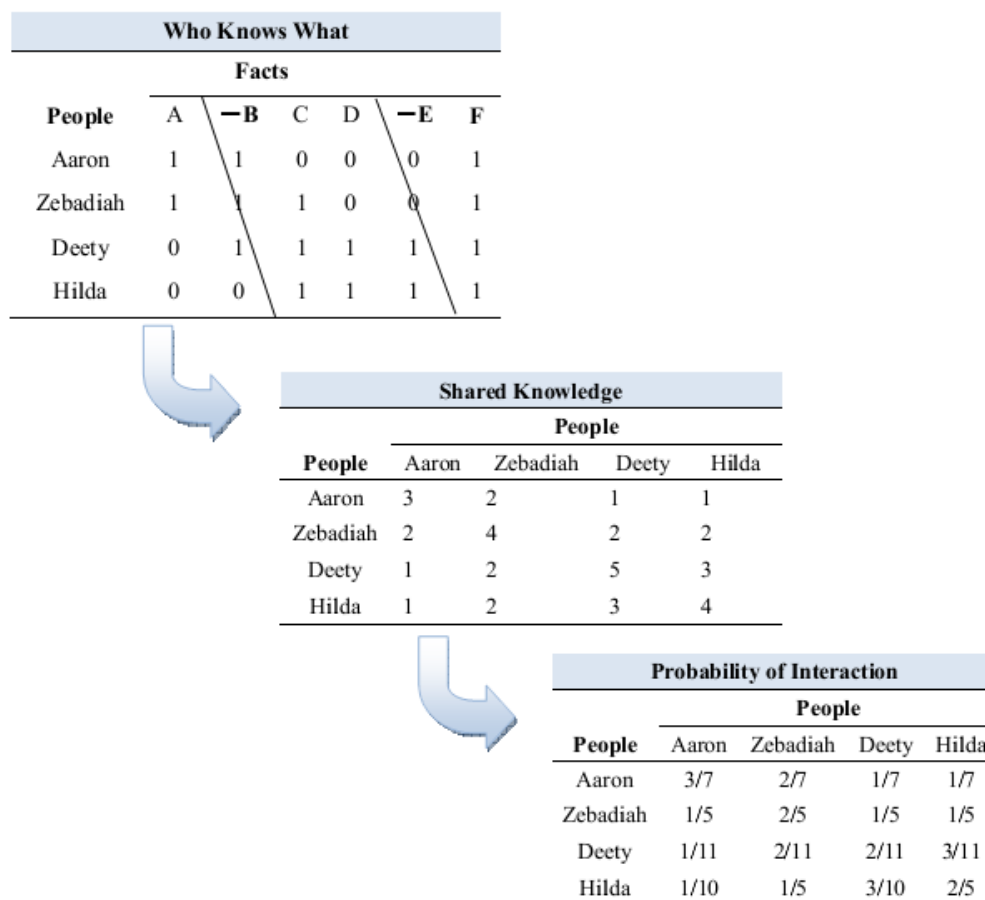 Who Knows What
Facts
People A —B C D —E F
Aaron 1 1 0 0 0 1
Zebadiah 1 1 1 0 0 1
Deety 0 1 1 1 1 1
Hilda 0 0 1 1 1 1
Shared Knowledge
People
People Aaron Zebadiah Deety Hilda
Aaron 3 2 1 1
Zebadiah 2 4 2 2
Deety 1 2 5 3
Hilda 1 2 3 4
Probability of Interaction
People
People Aaron Zebadiah Deety Hilda
Aaron 3/7 2/7 1/7 1/7
Zebadiah 1/5 2/5 1/5 1/5
Deety 1/11 2/11 2/11 3/11
Hilda 1/10 1/5 3/10 2/5